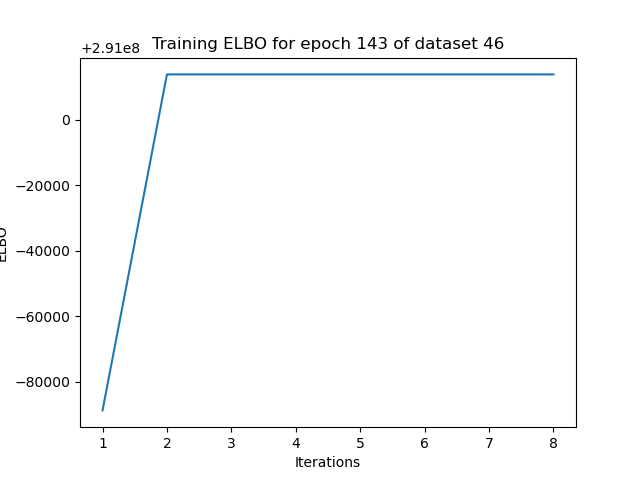 Training ELBO for epoch 143 of dataset 46
+2.91e8
0
−20000
−40000
−60000
−80000
ELBO
1 2 3 4 5 6 7 8
Iterations